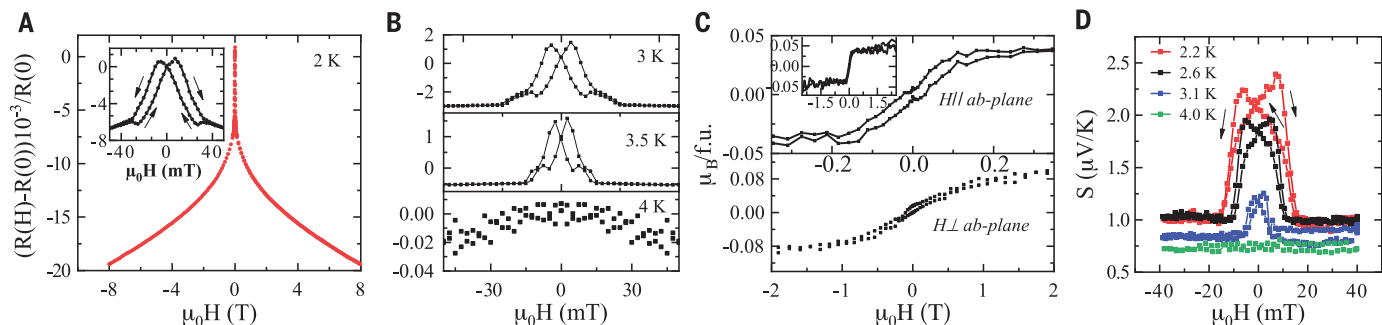 A
(R(H)-R(0))10⁻³/R(0)
0
-5
-10
-15
-20
-8
-4
0
4
8
μ₀H (T)
2 K
0
-4
-8
-40
0
40
μ₀H (mT)
B
2
0
-2
3 K
1
0
3.5 K
0.00
-0.02
-0.04
4 K
-30
0
30
μ₀H (mT)
C
μB/f.u.
0.05
0.00
-0.05
0.05
0.00
0.05
-1.5
0.0
1.5
H// ab-plane
-0.2
0.0
0.2
0.08
0.00
-0.08
H⊥ ab-plane
-2
-1
0
1
2
μ₀H (T)
D
S (μV/K)
2.5
2.0
1.5
1.0
0.5
2.2 K
2.6 K
3.1 K
4.0 K
-40
-20
0
20
40
μ₀H (mT)